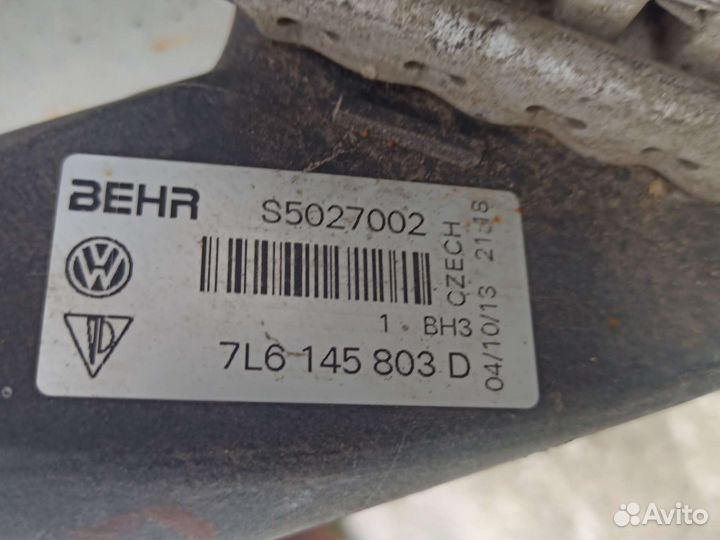 BEHR S5027002
1 BH3
7L6 145 803 D
CZECH
04/10/13 21:18
Avito